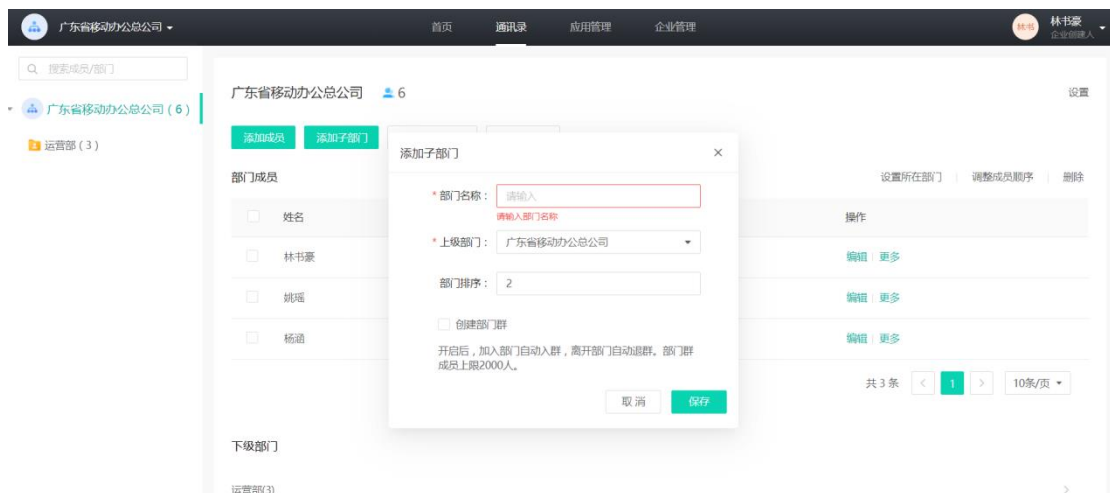 广东省移动办公总公司
首页 通讯录 应用管理 企业管理
林书 林书豪
企业创建人
搜索成员/部门
广东省移动办公总公司 6 设置
广东省移动办公总公司 ( 6 )
运营部 ( 3 )
添加成员 添加子部门
添加子部门 ×
部门成员 设置所在部门 调整成员顺序 删除
* 部门名称： 请输入
请输入部门名称
姓名 操作
* 上级部门： 广东省移动办公总公司
林书豪 编辑 更多
部门排序： 2
姚瑶 编辑 更多
创建部门群
杨涵 编辑 更多
开启后，加入部门自动入群，离开部门自动退群。部门群
成员上限2000人。
共 3 条 < 1 > 10条/页
取 消 保存
下级部门
运营部(3) >